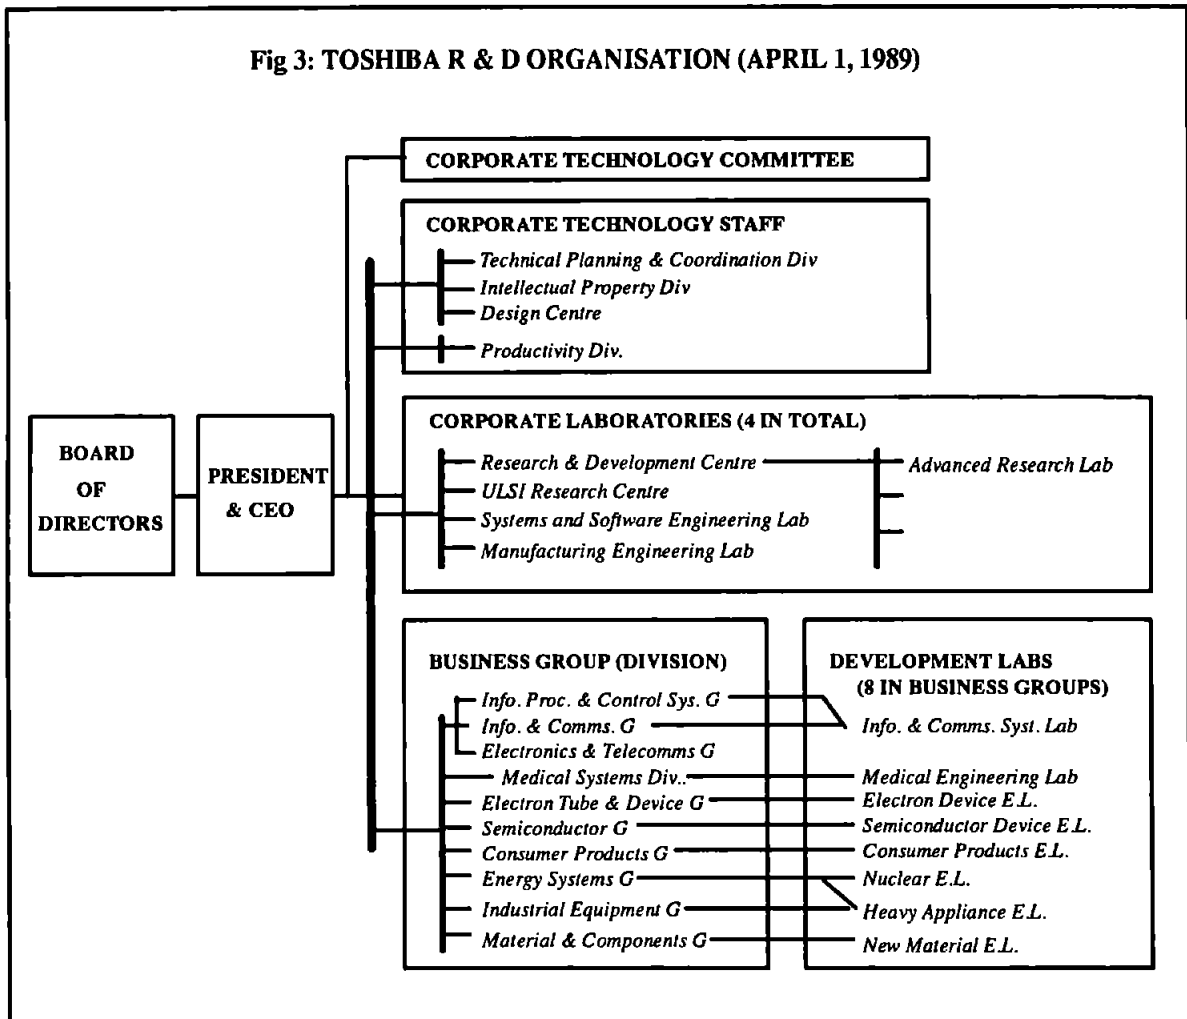 Fig 3: TOSHIBA R & D ORGANISATION (APRIL 1, 1989)
CORPORATE TECHNOLOGY COMMITTEE
CORPORATE TECHNOLOGY STAFF
Technical Planning & Coordination Div
Intellectual Property Div
Design Centre
Productivity Div.
BOARD
OF
DIRECTORS
PRESIDENT
& CEO
CORPORATE LABORATORIES (4 IN TOTAL)
Research & Development Centre
Advanced Research Lab
ULSI Research Centre
Systems and Software Engineering Lab
Manufacturing Engineering Lab
BUSINESS GROUP (DIVISION)
Info. Proc. & Control Sys. G
Info. & Comms. G
Electronics & Telecomms G
Medical Systems Div..
Electron Tube & Device G
Semiconductor G
Consumer Products G
Energy Systems G
Industrial Equipment G
Material & Components G
DEVELOPMENT LABS
(8 IN BUSINESS GROUPS)
Info. & Comms. Syst. Lab
Medical Engineering Lab
Electron Device E.L.
Semiconductor Device E.L.
Consumer Products E.L.
Nuclear E.L.
Heavy Appliance E.L.
New Material E.L.